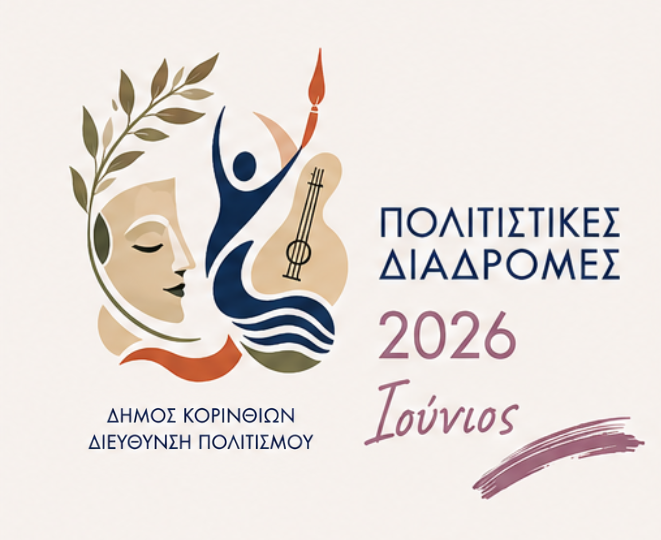 ΠΟΛΙΤΙΣΤΙΚΕΣ
ΔΙΑΔΡΟΜΕΣ
2026
Ιούνιος
ΔΗΜΟΣ ΚΟΡΙΝΘΙΩΝ
ΔΙΕΥΘΥΝΣΗ ΠΟΛΙΤΙΣΜΟΥ